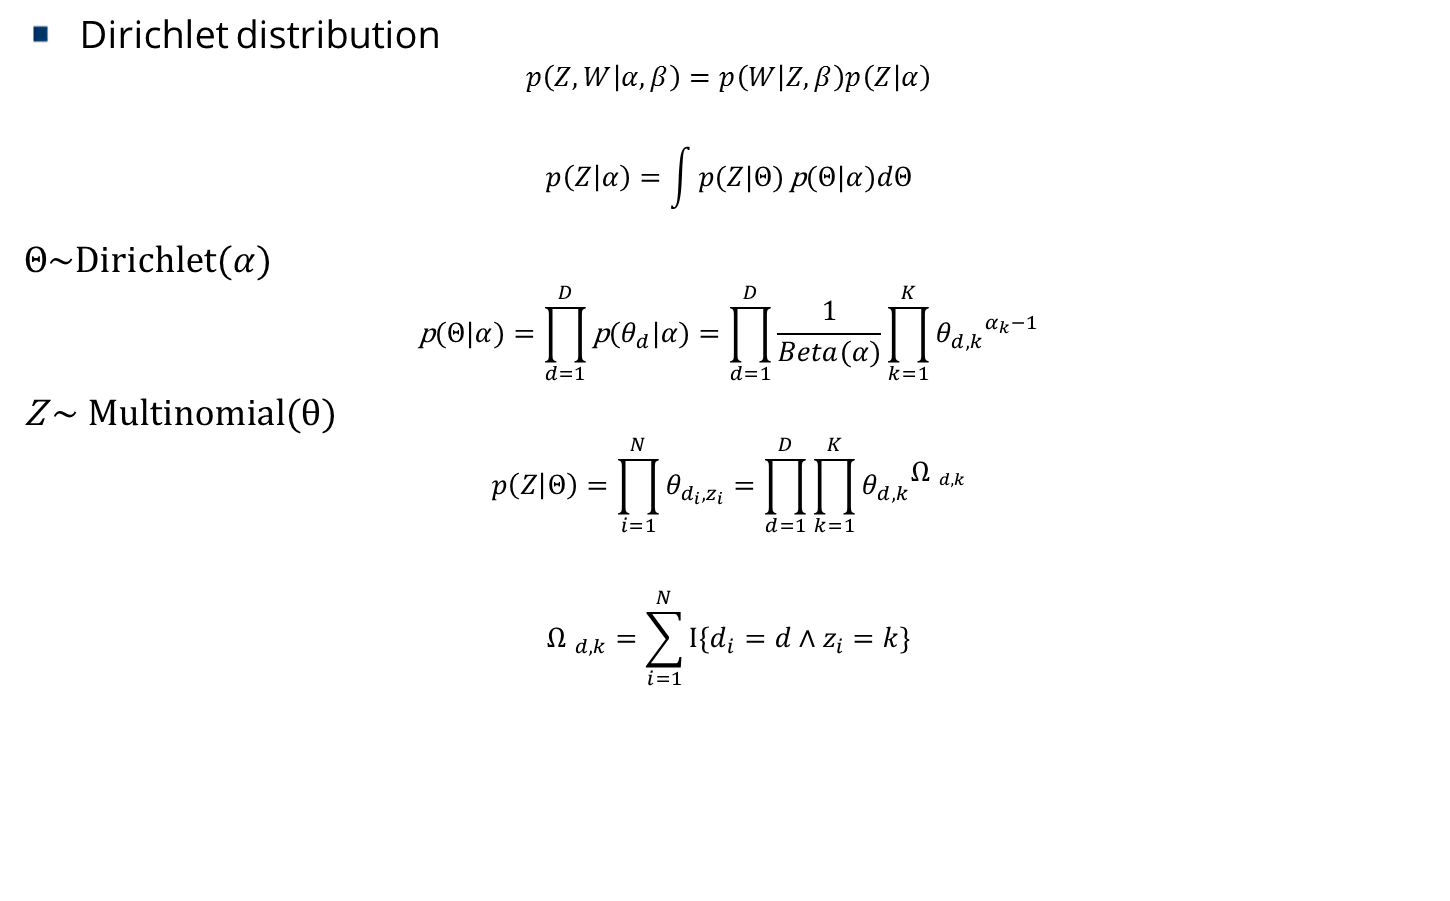 ▪ Dirichlet distribution
p(Z, W|α, β) = p(W|Z, β)p(Z|α)
p(Z|α) = ∫ p(Z|Θ) p(Θ|α)dΘ
Θ~Dirichlet(α)
p(Θ|α) = ∏_{d=1}^{D} p(θ_d|α) = ∏_{d=1}^{D} \frac{1}{Beta(α)} ∏_{k=1}^{K} θ_{d,k}^{α_k−1}
Z~ Multinomial(θ)
p(Z|Θ) = ∏_{i=1}^{N} θ_{d_i,z_i} = ∏_{d=1}^{D} ∏_{k=1}^{K} θ_{d,k}^{Ω_{d,k}}
Ω_{d,k} = ∑_{i=1}^{N} I{d_i = d ∧ z_i = k}